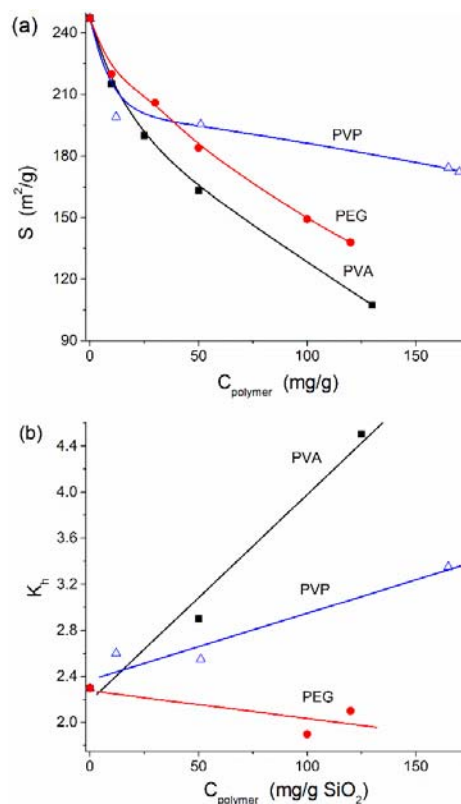 (a)
240
210
180
150
120
90
S (m²/g)
PVP
PEG
PVA
0 50 100 150
C_polymer (mg/g)
(b)
4.4
4.0
3.6
3.2
2.8
2.4
2.0
K_h
PVA
PVP
PEG
0 50 100 150
C_polymer (mg/g SiO₂)